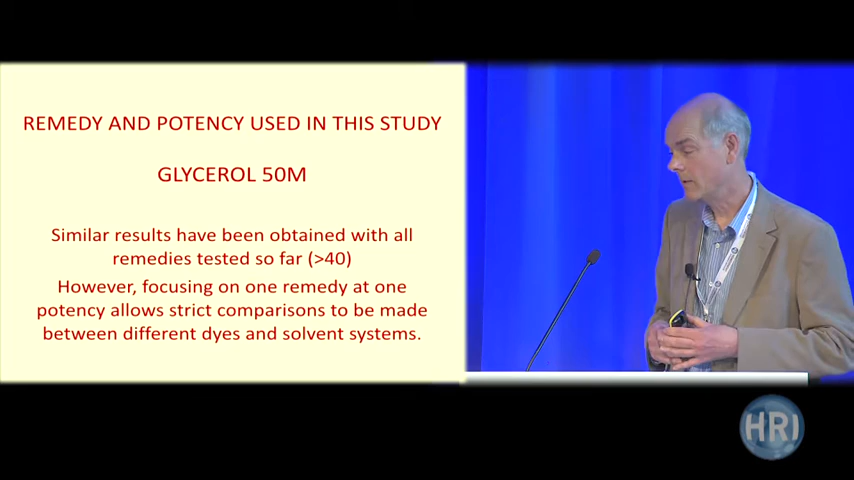 REMEDY AND POTENCY USED IN THIS STUDY
GLYCEROL 50M
Similar results have been obtained with all
remedies tested so far (>40)
However, focusing on one remedy at one
potency allows strict comparisons to be made
between different dyes and solvent systems.
HRI